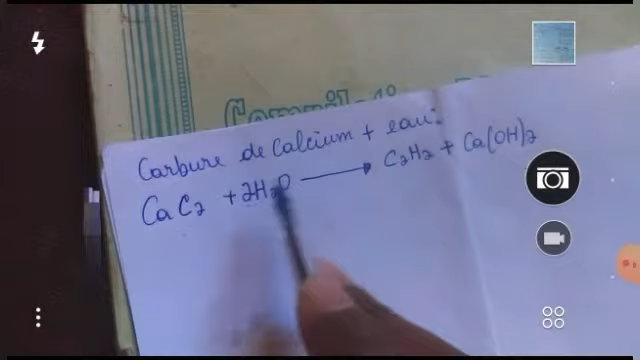 Carbure de Calcium + eau:
CaC2 + 2H2O ⟶ C2H2 + Ca(OH)2